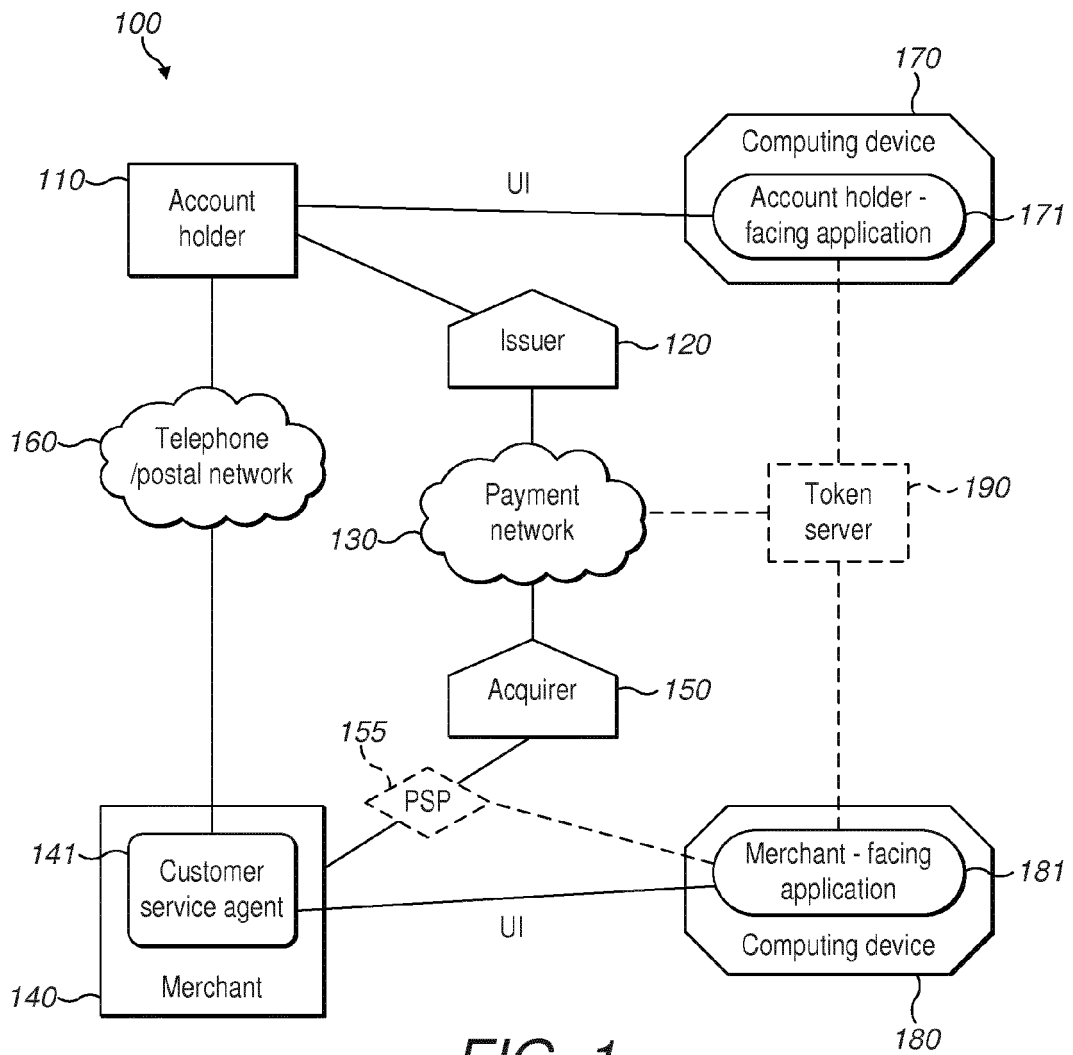 100
170
Computing device
110
Account
holder
UI
Account holder -
facing application
171
Issuer
120
160
Telephone
/postal network
Payment
network
130
Token
server
190
Acquirer
150
155
PSP
141
Customer
service agent
Merchant - facing
application
181
UI
Computing device
Merchant
140
180
FIG. 1